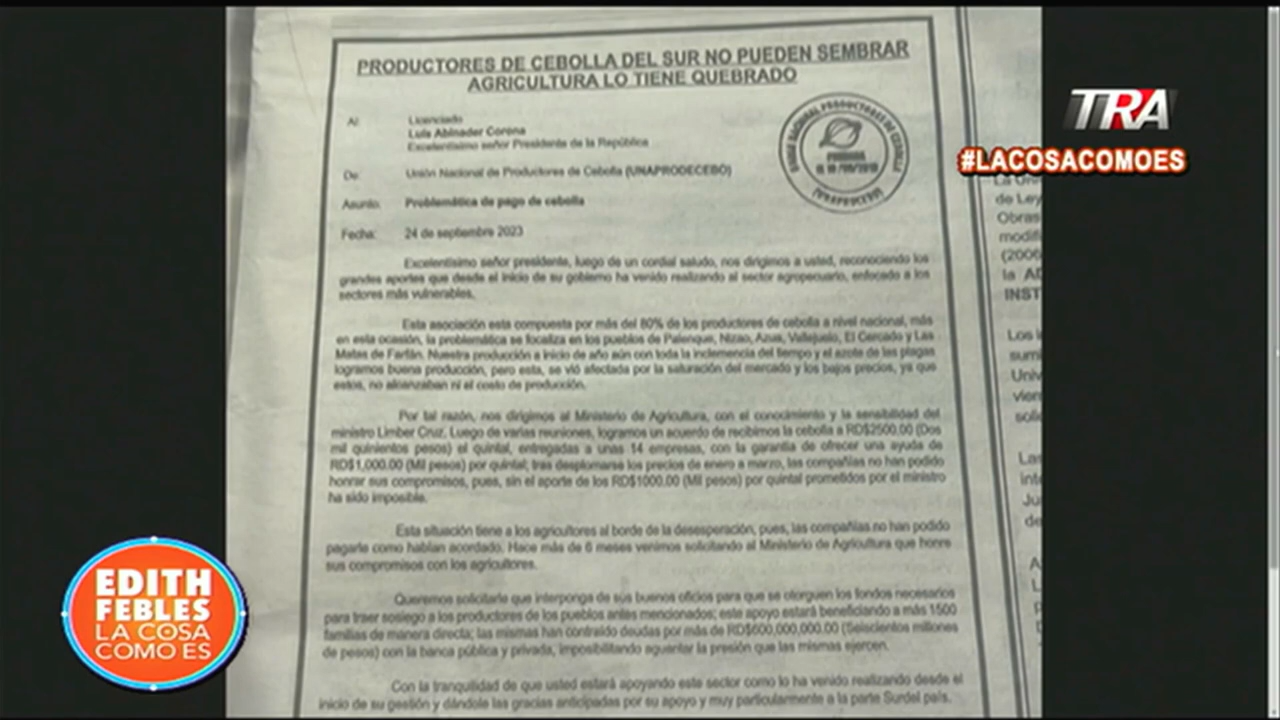 PRODUCTORES DE CEBOLLA DEL SUR NO PUEDEN SEMBRAR
AGRICULTURA LO TIENE QUEBRADO
Al: Licenciado
Luis Abinader Corona
Excelentísimo señor Presidente de la República
De: Unión Nacional de Productores de Cebolla (UNAPRODECEBO)
Asunto: Problemática de pago de cebolla
Fecha: 24 de septiembre 2023
Excelentísimo señor presidente, luego de un cordial saludo, nos dirigimos a usted, reconociendo los
grandes aportes que desde el inicio de su gobierno ha venido realizando al sector agropecuario, enfocado a los
sectores más vulnerables.
Esta asociación esta compuesta por más del 80% de los productores de cebolla a nivel nacional, más
en esta ocasión, la problemática se focaliza en los pueblos de Palenque, Nizao, Azua, Vallejuelo, El Cercado y Las
Matas de Farfán. Nuestra producción a inicio de año aún con toda la inclemencia del tiempo y el azote de las plagas
logramos buena producción, pero esta, se vió afectada por la saturación del mercado y los bajos precios, ya que
estos, no alcanzaban ni el costo de producción.
Por tal razón, nos dirigimos al Ministerio de Agricultura, con el conocimiento y la sensibilidad del
ministro Limber Cruz. Luego de varias reuniones, logramos un acuerdo de recibirnos la cebolla a RD$2500.00 (Dos
mil quinientos pesos) el quintal, entregadas a unas 14 empresas, con la garantía de ofrecer una ayuda de
RD$1,000.00 (Mil pesos) por quintal; tras desplomarse los precios de enero a marzo, las compañías no han podido
honrar sus compromisos, pues, sin el aporte de los RD$1000.00 (Mil pesos) por quintal prometidos por el ministro
ha sido imposible.
Esta situación tiene a los agricultores al borde de la desesperación, pues, las compañías no han podido
pagarle como habían acordado. Hace más de 6 meses venimos solicitando al Ministerio de Agricultura que honre
sus compromisos con los agricultores.
Queremos solicitarle que interponga de sus buenos oficios para que se otorguen los fondos necesarios
para traer sosiego a los productores de los pueblos antes mencionados; este apoyo estará beneficiando a más 1500
familias de manera directa; las mismas han contraído deudas por más de RD$600,000,000.00 (Seiscientos millones
de pesos) con la banca pública y privada, imposibilitando aguantar la presión que las mismas ejercen.
Con la tranquilidad de que usted estará apoyando este sector como lo ha venido realizando desde el
inicio de su gestión y dándole las gracias anticipadas por su apoyo y muy particularmente a la parte Surdel país.
TRA
#LACOSACOMOES
de Ley
Obras
modifi
(2006
la
INST
Los
Univ
EDITH
FEBLES
LA COSA
COMO ES